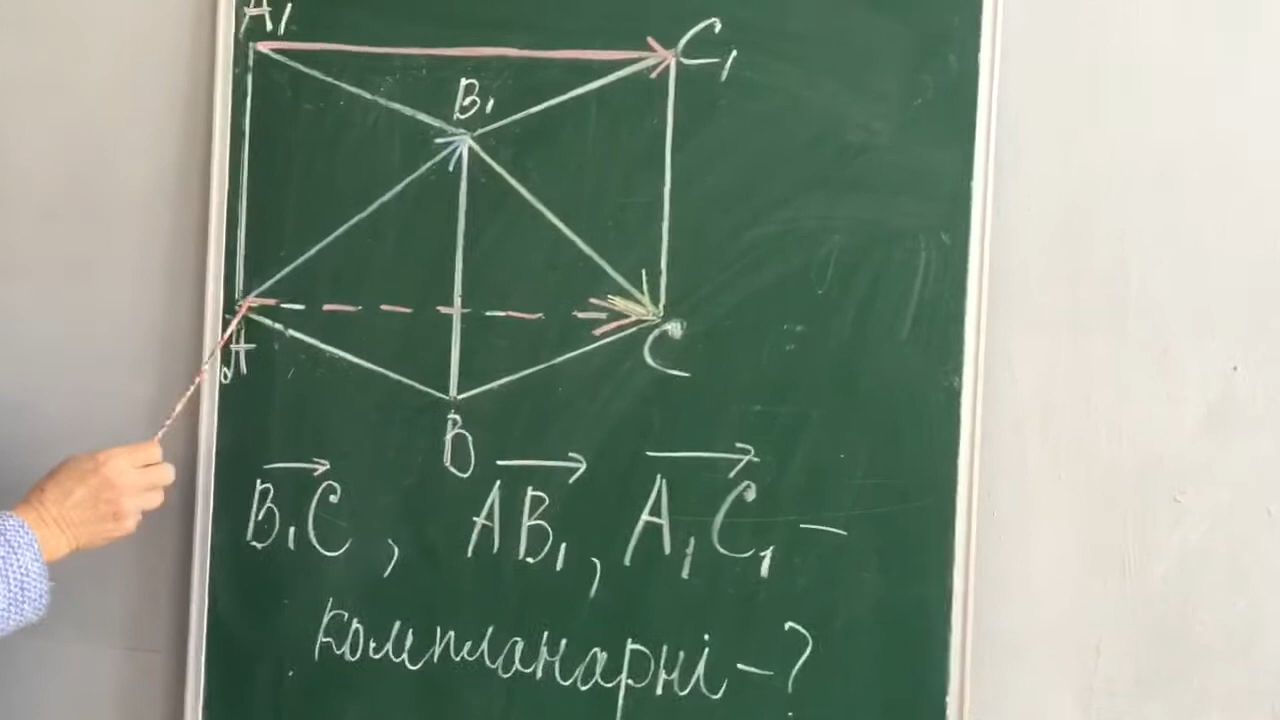 A₁
C₁
B₁
A
C
B
B₁C, AB₁, A₁C₁ –
компланарні – ?